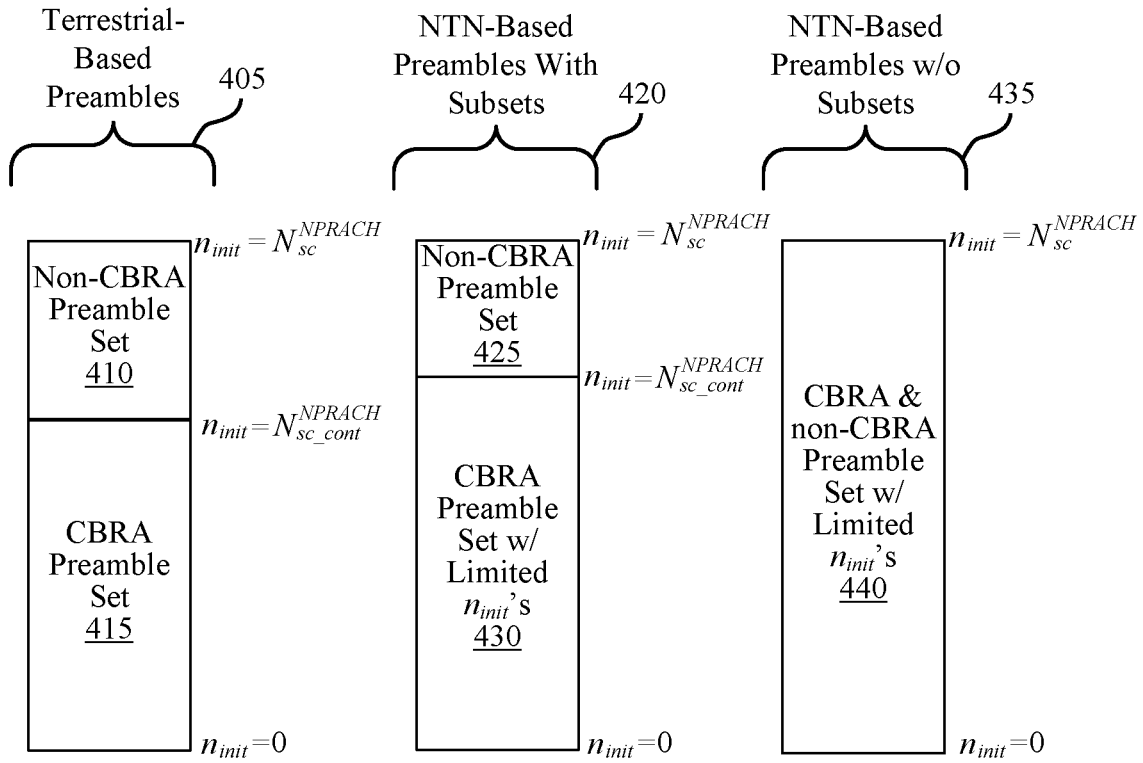 Terrestrial-
Based
Preambles
405
n_init = N_sc^NPRACH
Non-CBRA
Preamble
Set
410
n_init = N_sc_cont^NPRACH
CBRA
Preamble
Set
415
n_init=0
NTN-Based
Preambles With
Subsets
420
n_init = N_sc^NPRACH
Non-CBRA
Preamble
Set
425
n_init = N_sc_cont^NPRACH
CBRA
Preamble
Set w/
Limited
n_init's
430
n_init=0
NTN-Based
Preambles w/o
Subsets
435
n_init = N_sc^NPRACH
CBRA &
non-CBRA
Preamble
Set w/
Limited
n_init's
440
n_init=0